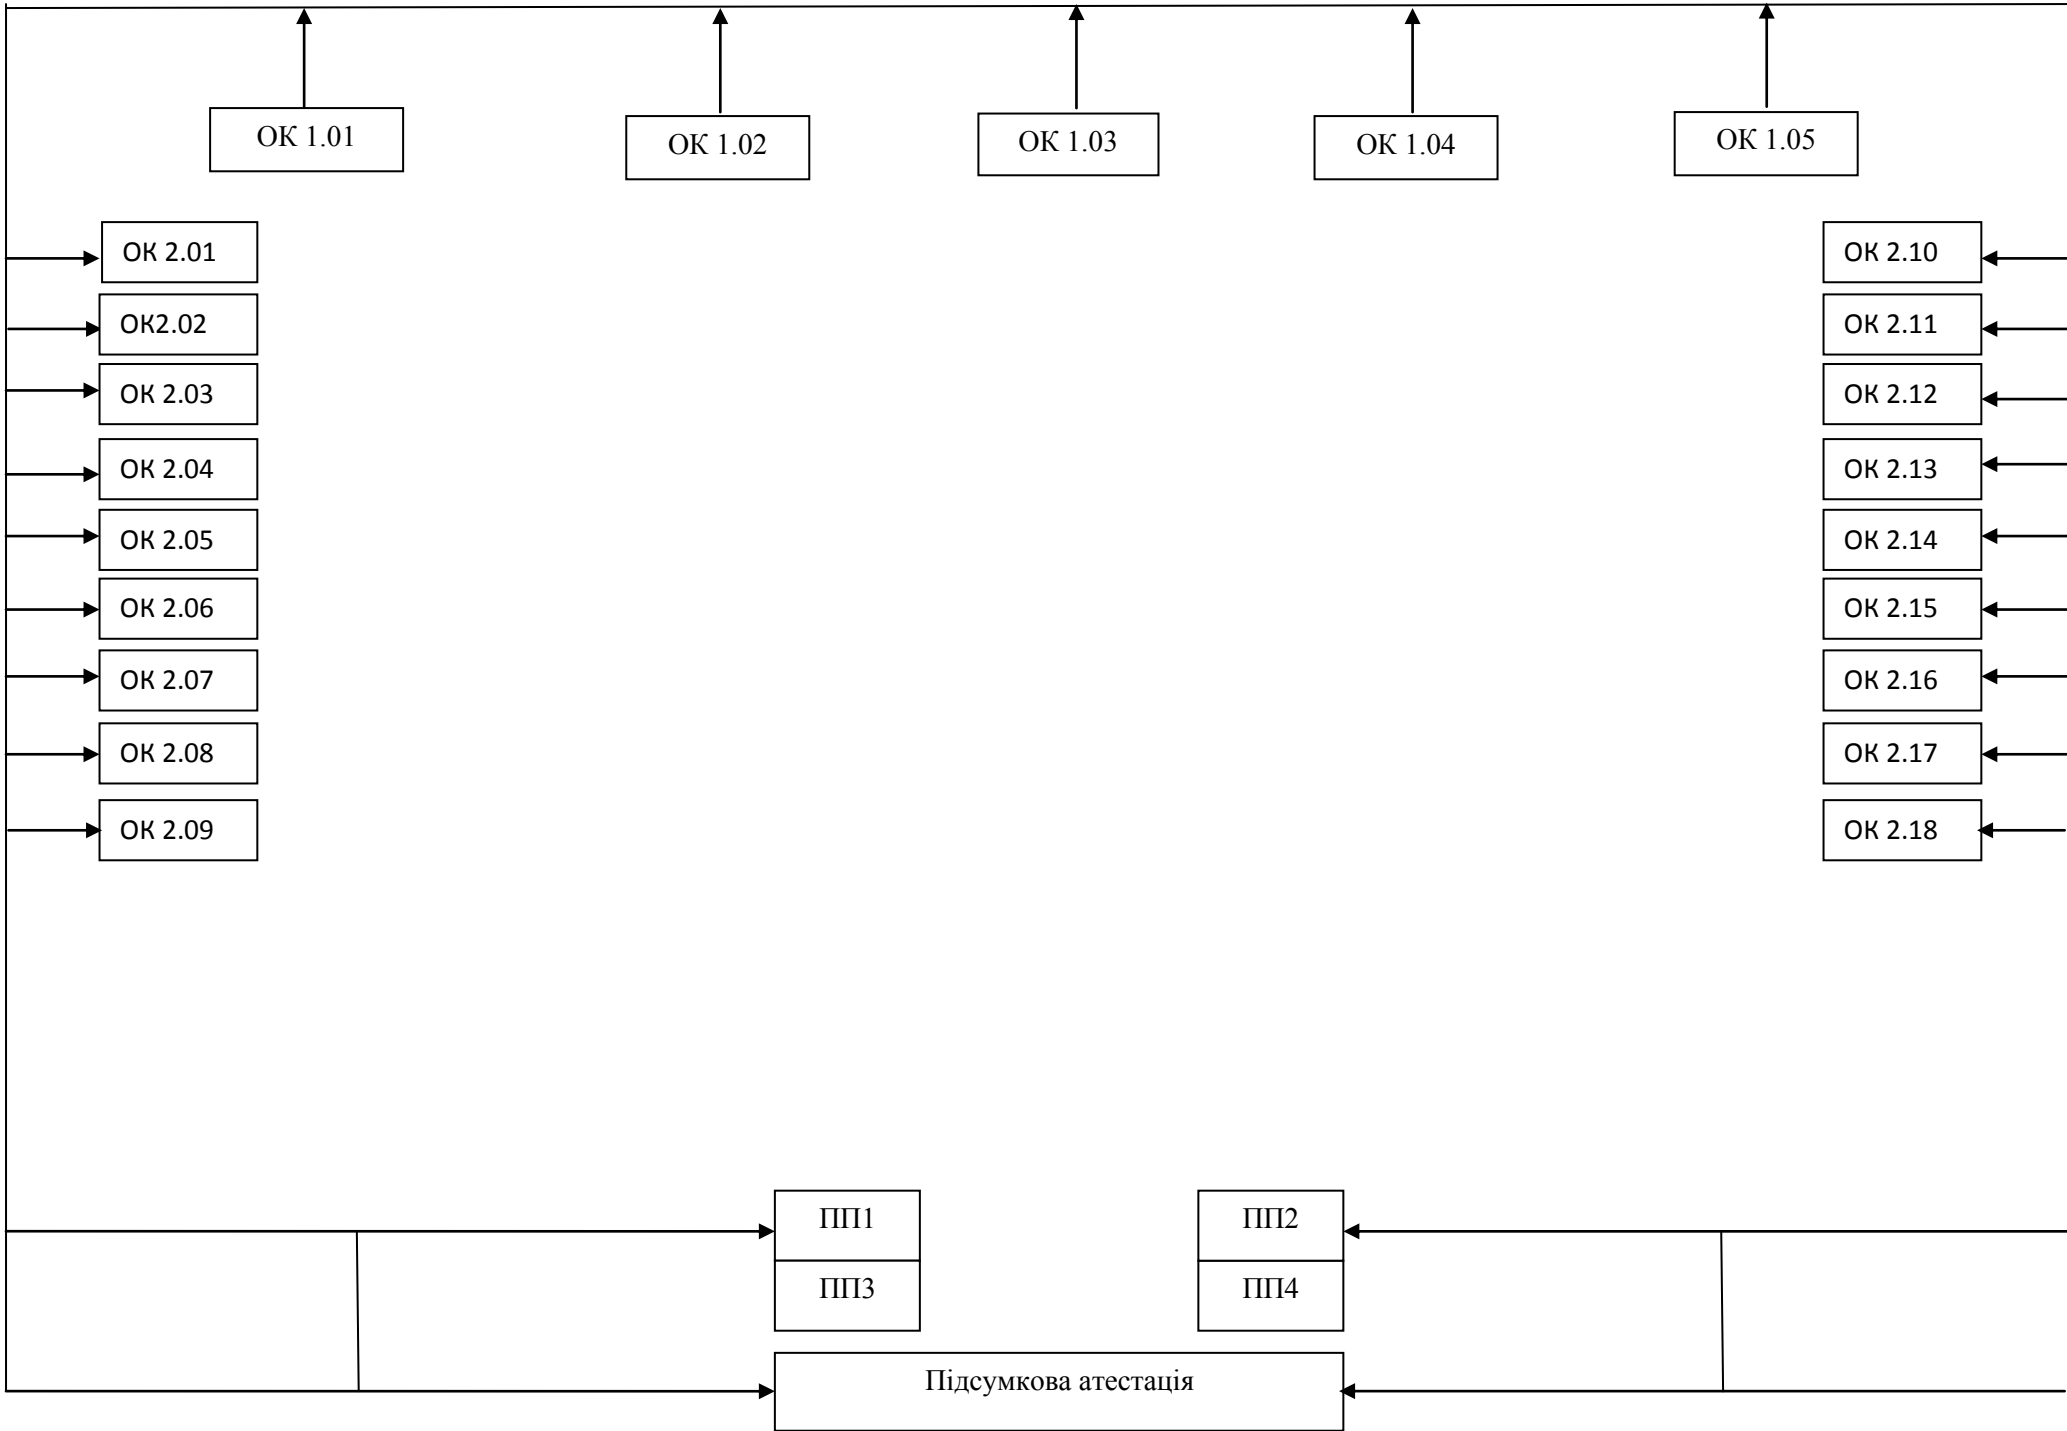 ОК 1.01
ОК 1.02
ОК 1.03
ОК 1.04
ОК 1.05
ОК 2.01
ОК 2.10
ОК2.02
ОК 2.11
ОК 2.03
ОК 2.12
ОК 2.04
ОК 2.13
ОК 2.05
ОК 2.14
ОК 2.06
ОК 2.15
ОК 2.07
ОК 2.16
ОК 2.08
ОК 2.17
ОК 2.09
ОК 2.18
ПП1
ПП2
ПП3
ПП4
Підсумкова атестація